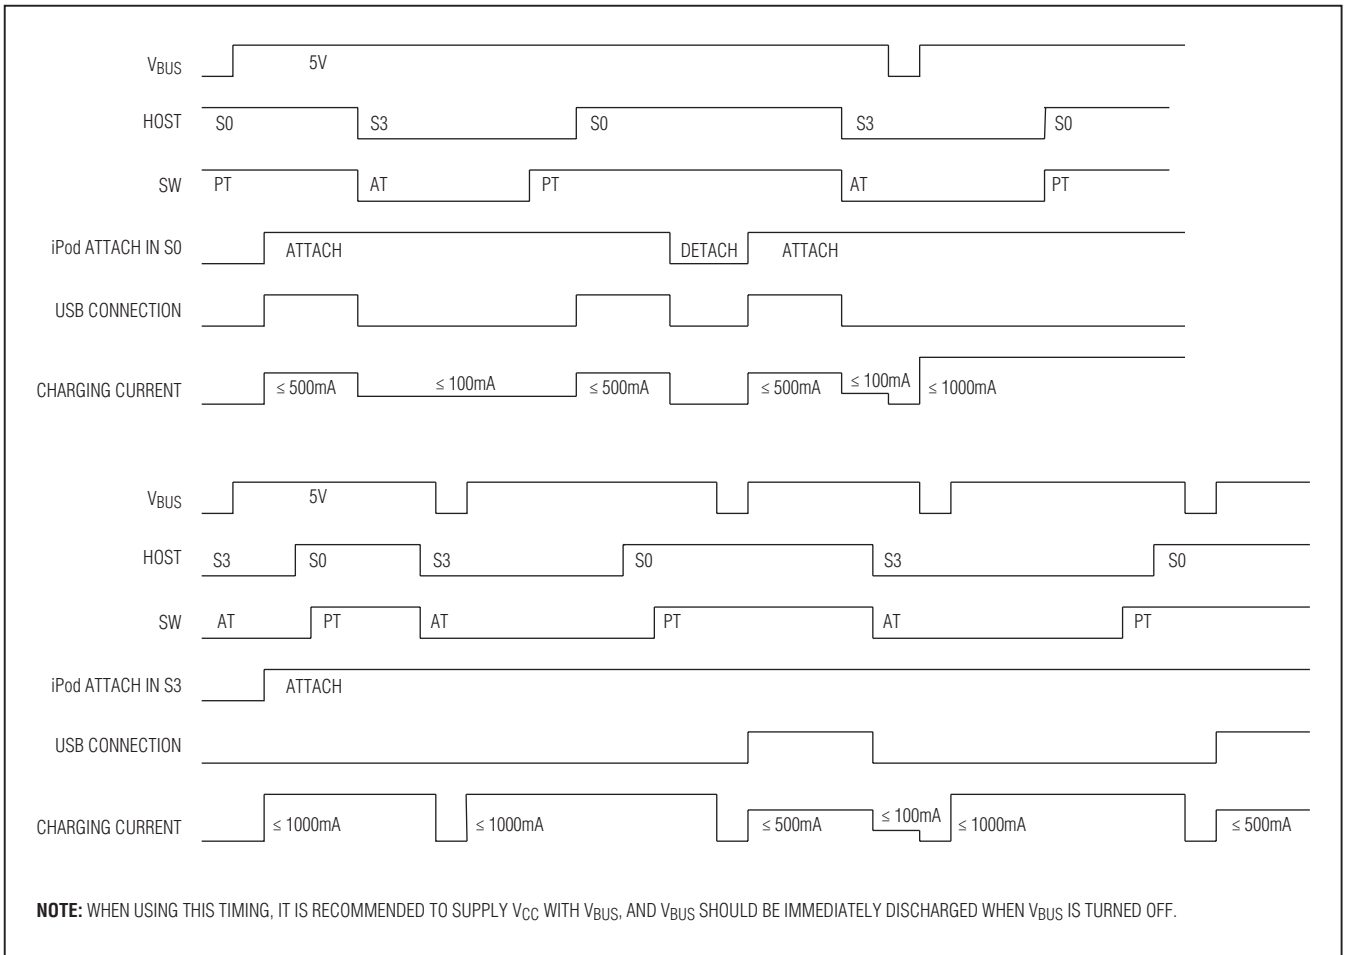 VBUS 5V
HOST S0 S3 S0 S3 S0
SW PT AT PT AT PT
iPod ATTACH IN S0 ATTACH DETACH ATTACH
USB CONNECTION
CHARGING CURRENT ≤ 500mA ≤ 100mA ≤ 500mA ≤ 500mA ≤ 100mA ≤ 1000mA
VBUS 5V
HOST S3 S0 S3 S0 S3 S0
SW AT PT AT PT AT PT
iPod ATTACH IN S3 ATTACH
USB CONNECTION
CHARGING CURRENT ≤ 1000mA ≤ 1000mA ≤ 500mA ≤ 100mA ≤ 1000mA ≤ 500mA
NOTE: WHEN USING THIS TIMING, IT IS RECOMMENDED TO SUPPLY VCC WITH VBUS, AND VBUS SHOULD BE IMMEDIATELY DISCHARGED WHEN VBUS IS TURNED OFF.